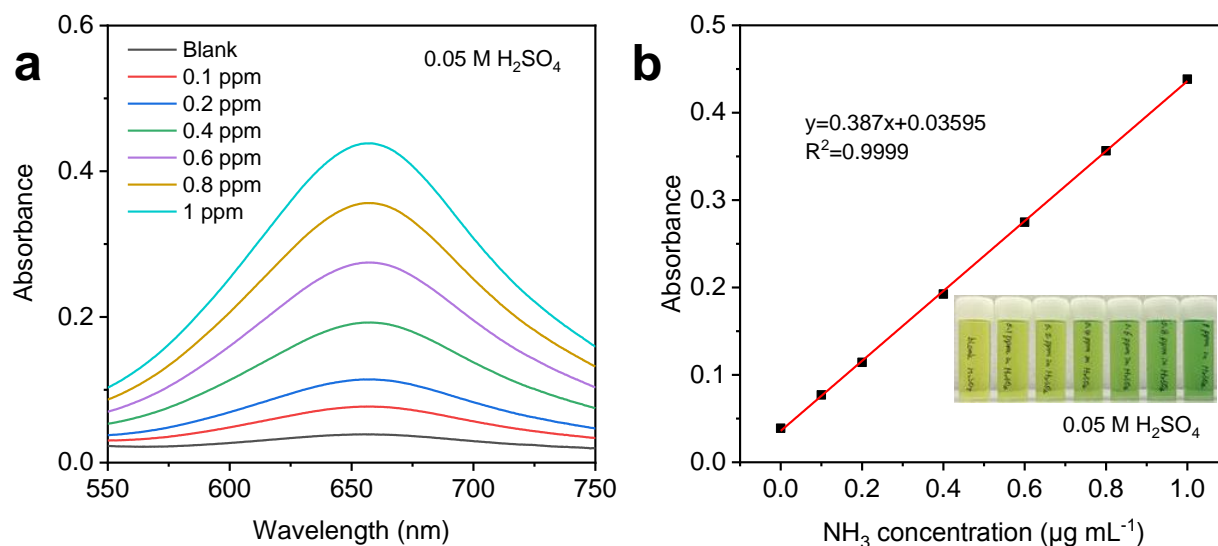 a
0.6
0.4
0.2
0.0
Absorbance
Blank
0.1 ppm
0.2 ppm
0.4 ppm
0.6 ppm
0.8 ppm
1 ppm
0.05 M H₂SO₄
550 600 650 700 750
Wavelength (nm)
b
0.5
0.4
0.3
0.2
0.1
0.0
Absorbance
y=0.387x+0.03595
R²=0.9999
0.05 M H₂SO₄
0.0 0.2 0.4 0.6 0.8 1.0
NH₃ concentration (µg mL⁻¹)